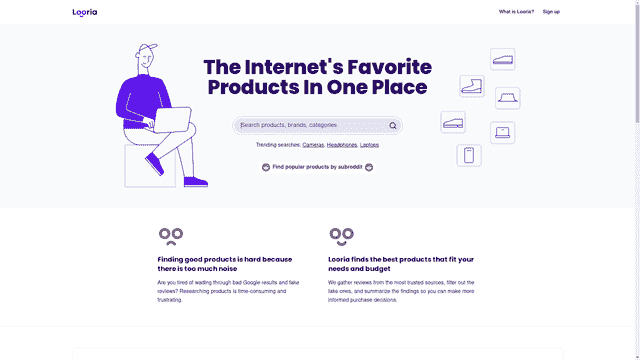 Looria
What is Looria?
Sign up
The Internet's Favorite
Products In One Place
Search products, brands, categories
Trending searches: Cameras, Headphones, Laptops
Find popular products by subreddit
Finding good products is hard because
there is too much noise
Are you tired of wading through bad Google results and fake
reviews? Researching products is time-consuming and
frustrating.
Looria finds the best products that fit your
needs and budget
We gather reviews from the most trusted sources, filter out the
fake ones, and summarize the findings so you can make more
informed purchase decisions.